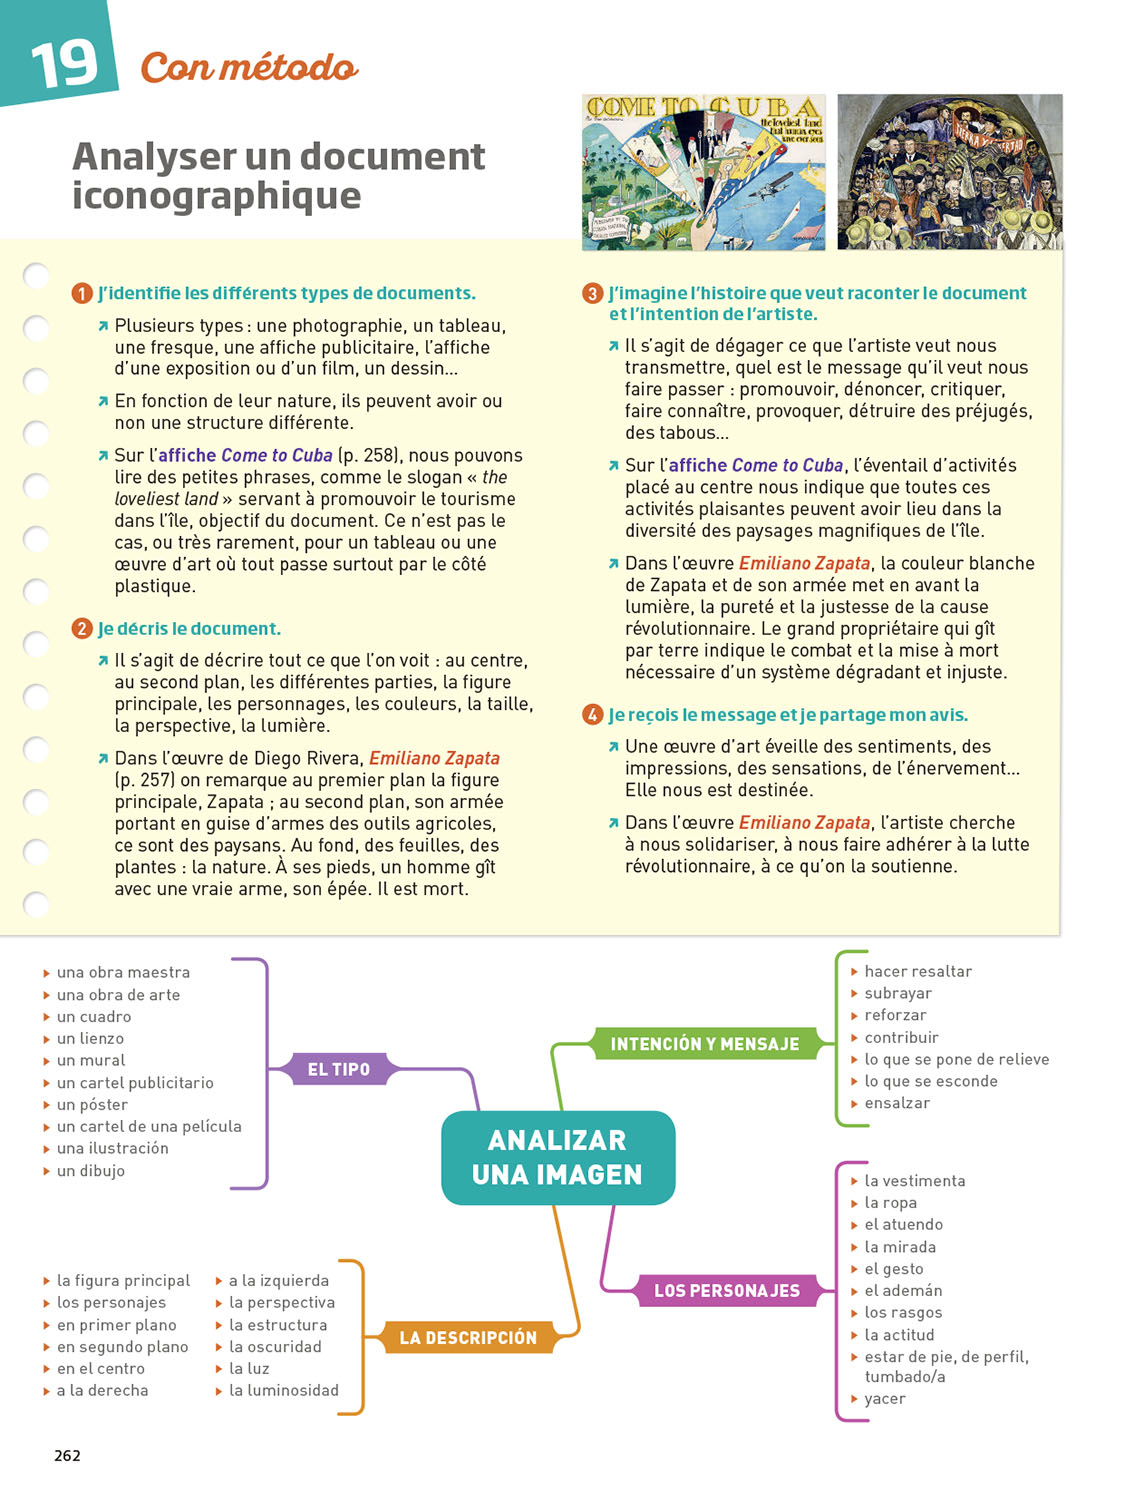 19
Con método
Analyser un document
iconographique
COME TO CUBA
the loveliest land
that human eyes
have ever seen
TIERRA Y LIBERTAD
1 J’identifie les différents types de documents.
Plusieurs types : une photographie, un tableau,
une fresque, une affiche publicitaire, l’affiche
d’une exposition ou d’un film, un dessin…
En fonction de leur nature, ils peuvent avoir ou
non une structure différente.
Sur l’affiche Come to Cuba (p. 258), nous pouvons
lire des petites phrases, comme le slogan « the
loveliest land » servant à promouvoir le tourisme
dans l’île, objectif du document. Ce n’est pas le
cas, ou très rarement, pour un tableau ou une
œuvre d’art où tout passe surtout par le côté
plastique.
2 Je décris le document.
Il s’agit de décrire tout ce que l’on voit : au centre,
au second plan, les différentes parties, la figure
principale, les personnages, les couleurs, la taille,
la perspective, la lumière.
Dans l’œuvre de Diego Rivera, Emiliano Zapata
(p. 257) on remarque au premier plan la figure
principale, Zapata ; au second plan, son armée
portant en guise d’armes des outils agricoles,
ce sont des paysans. Au fond, des feuilles, des
plantes : la nature. À ses pieds, un homme gît
avec une vraie arme, son épée. Il est mort.
3 J’imagine l’histoire que veut raconter le document
et l’intention de l’artiste.
Il s’agit de dégager ce que l’artiste veut nous
transmettre, quel est le message qu’il veut nous
faire passer : promouvoir, dénoncer, critiquer,
faire connaître, provoquer, détruire des préjugés,
des tabous…
Sur l’affiche Come to Cuba, l’éventail d’activités
placé au centre nous indique que toutes ces
activités plaisantes peuvent avoir lieu dans la
diversité des paysages magnifiques de l’île.
Dans l’œuvre Emiliano Zapata, la couleur blanche
de Zapata et de son armée met en avant la
lumière, la pureté et la justesse de la cause
révolutionnaire. Le grand propriétaire qui gît
par terre indique le combat et la mise à mort
nécessaire d’un système dégradant et injuste.
4 Je reçois le message et je partage mon avis.
Une œuvre d’art éveille des sentiments, des
impressions, des sensations, de l’énervement…
Elle nous est destinée.
Dans l’œuvre Emiliano Zapata, l’artiste cherche
à nous solidariser, à nous faire adhérer à la lutte
révolutionnaire, à ce qu’on la soutienne.
ANALIZAR
UNA IMAGEN
EL TIPO
una obra maestra
una obra de arte
un cuadro
un lienzo
un mural
un cartel publicitario
un póster
un cartel de una película
una ilustración
un dibujo
INTENCIÓN Y MENSAJE
hacer resaltar
subrayar
reforzar
contribuir
lo que se pone de relieve
lo que se esconde
ensalzar
LA DESCRIPCIÓN
la figura principal
los personajes
en primer plano
en segundo plano
en el centro
a la derecha
a la izquierda
la perspectiva
la estructura
la oscuridad
la luz
la luminosidad
LOS PERSONAJES
la vestimenta
la ropa
el atuendo
la mirada
el gesto
el ademán
los rasgos
la actitud
estar de pie, de perfil,
tumbado/a
yacer
262